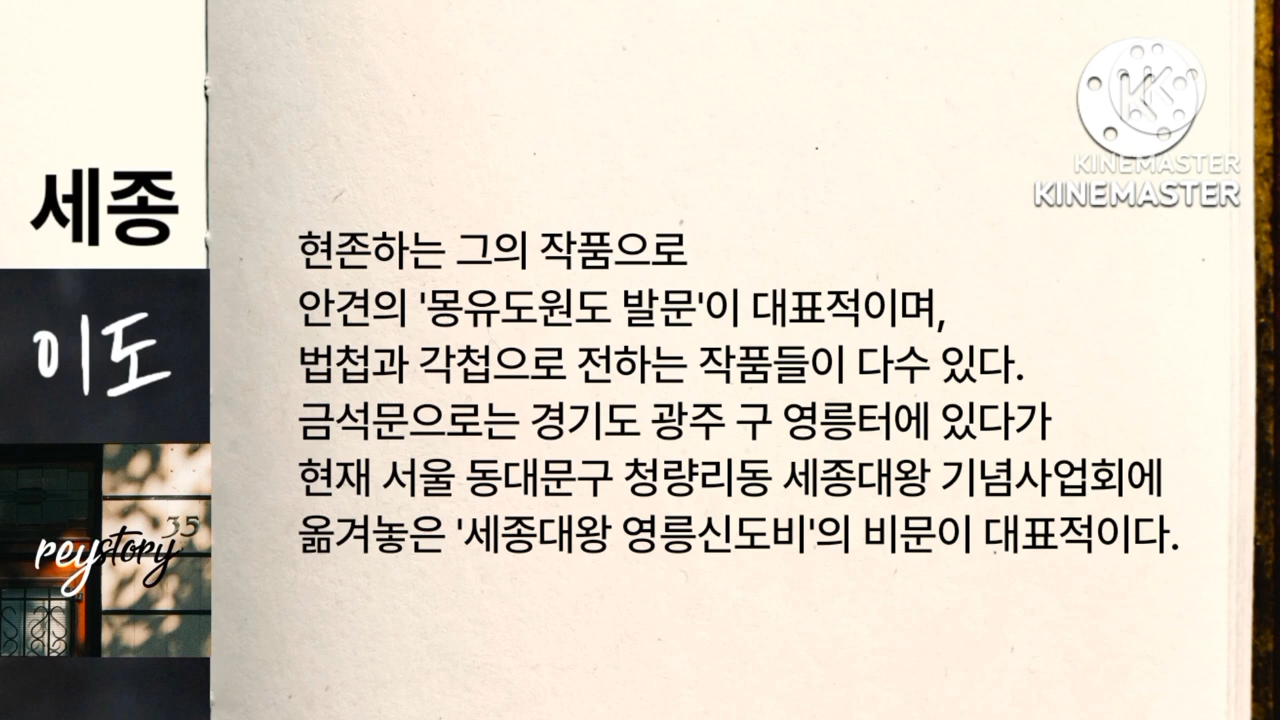 세종
이도
35
reystory
KINEMASTER
KINEMASTER
현존하는 그의 작품으로
안견의 '몽유도원도 발문'이 대표적이며,
법첩과 각첩으로 전하는 작품들이 다수 있다.
금석문으로는 경기도 광주 구 영릉터에 있다가
현재 서울 동대문구 청량리동 세종대왕 기념사업회에
옮겨놓은 '세종대왕 영릉신도비'의 비문이 대표적이다.